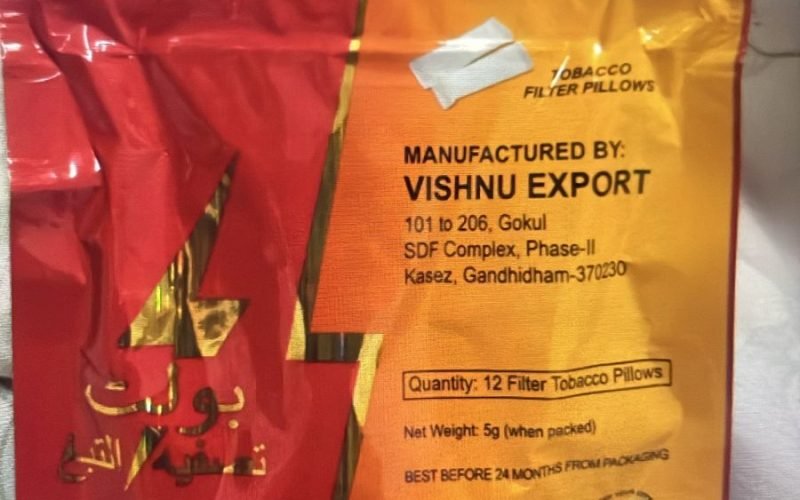 TOBACCO
FILTER PILLOWS
MANUFACTURED BY:
VISHNU EXPORT
101 to 206, Gokul
SDF Complex, Phase-II
Kasez, Gandhidham-370230
بولت
Quantity: 12 Filter Tobacco Pillows
Net Weight: 5g (when packed)
BEST BEFORE 24 MONTHS FROM PACKAGING